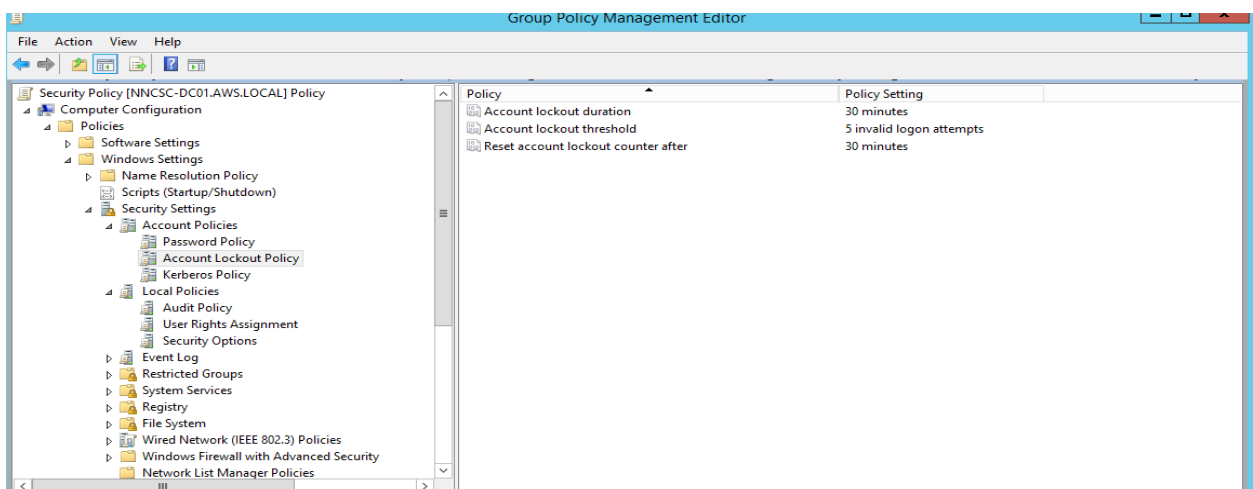 Group Policy Management Editor
File Action View Help
Security Policy [NNCSC-DC01.AWS.LOCAL] Policy
Computer Configuration
Policies
Software Settings
Windows Settings
Name Resolution Policy
Scripts (Startup/Shutdown)
Security Settings
Account Policies
Password Policy
Account Lockout Policy
Kerberos Policy
Local Policies
Audit Policy
User Rights Assignment
Security Options
Event Log
Restricted Groups
System Services
Registry
File System
Wired Network (IEEE 802.3) Policies
Windows Firewall with Advanced Security
Network List Manager Policies
Policy Policy Setting
Account lockout duration 30 minutes
Account lockout threshold 5 invalid logon attempts
Reset account lockout counter after 30 minutes